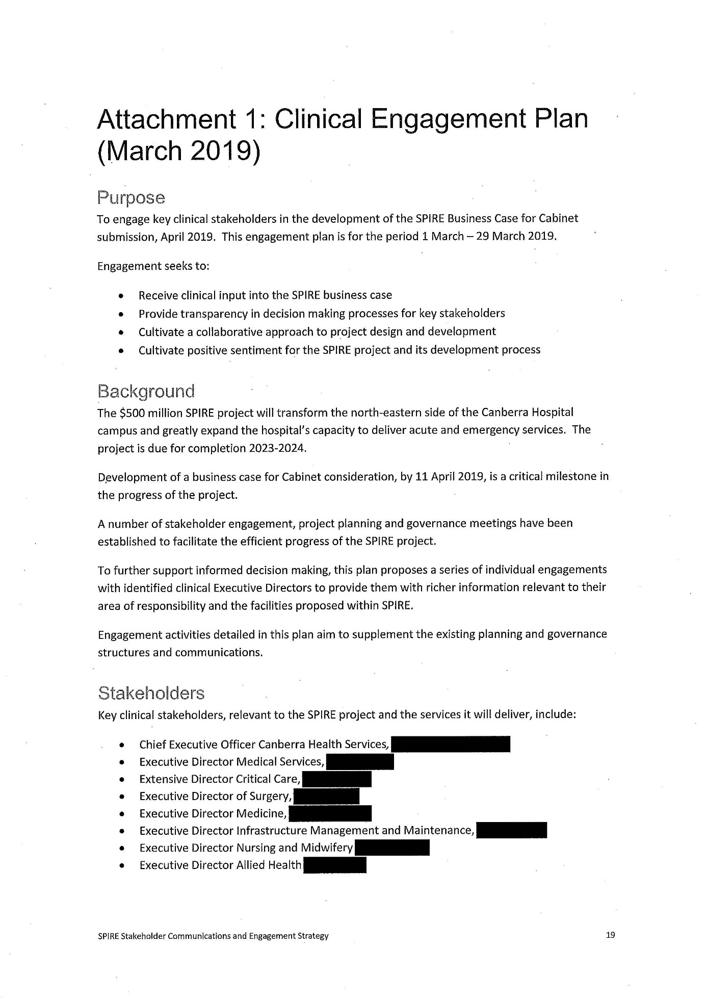 Attachment 1: Clinical Engagement Plan
(March 2019)
Purpose
To engage key clinical stakeholders in the development of the SPIRE Business Case for Cabinet
submission, April 2019. This engagement plan is for the period 1 March – 29 March 2019.
Engagement seeks to:
• Receive clinical input into the SPIRE business case
• Provide transparency in decision making processes for key stakeholders
• Cultivate a collaborative approach to project design and development
• Cultivate positive sentiment for the SPIRE project and its development process
Background
The $500 million SPIRE project will transform the north-eastern side of the Canberra Hospital
campus and greatly expand the hospital's capacity to deliver acute and emergency services. The
project is due for completion 2023-2024.
Development of a business case for Cabinet consideration, by 11 April 2019, is a critical milestone in
the progress of the project.
A number of stakeholder engagement, project planning and governance meetings have been
established to facilitate the efficient progress of the SPIRE project.
To further support informed decision making, this plan proposes a series of individual engagements
with identified clinical Executive Directors to provide them with richer information relevant to their
area of responsibility and the facilities proposed within SPIRE.
Engagement activities detailed in this plan aim to supplement the existing planning and governance
structures and communications.
Stakeholders
Key clinical stakeholders, relevant to the SPIRE project and the services it will deliver, include:
• Chief Executive Officer Canberra Health Services,
• Executive Director Medical Services,
• Extensive Director Critical Care,
• Executive Director of Surgery,
• Executive Director Medicine,
• Executive Director Infrastructure Management and Maintenance,
• Executive Director Nursing and Midwifery
• Executive Director Allied Health
SPIRE Stakeholder Communications and Engagement Strategy 19